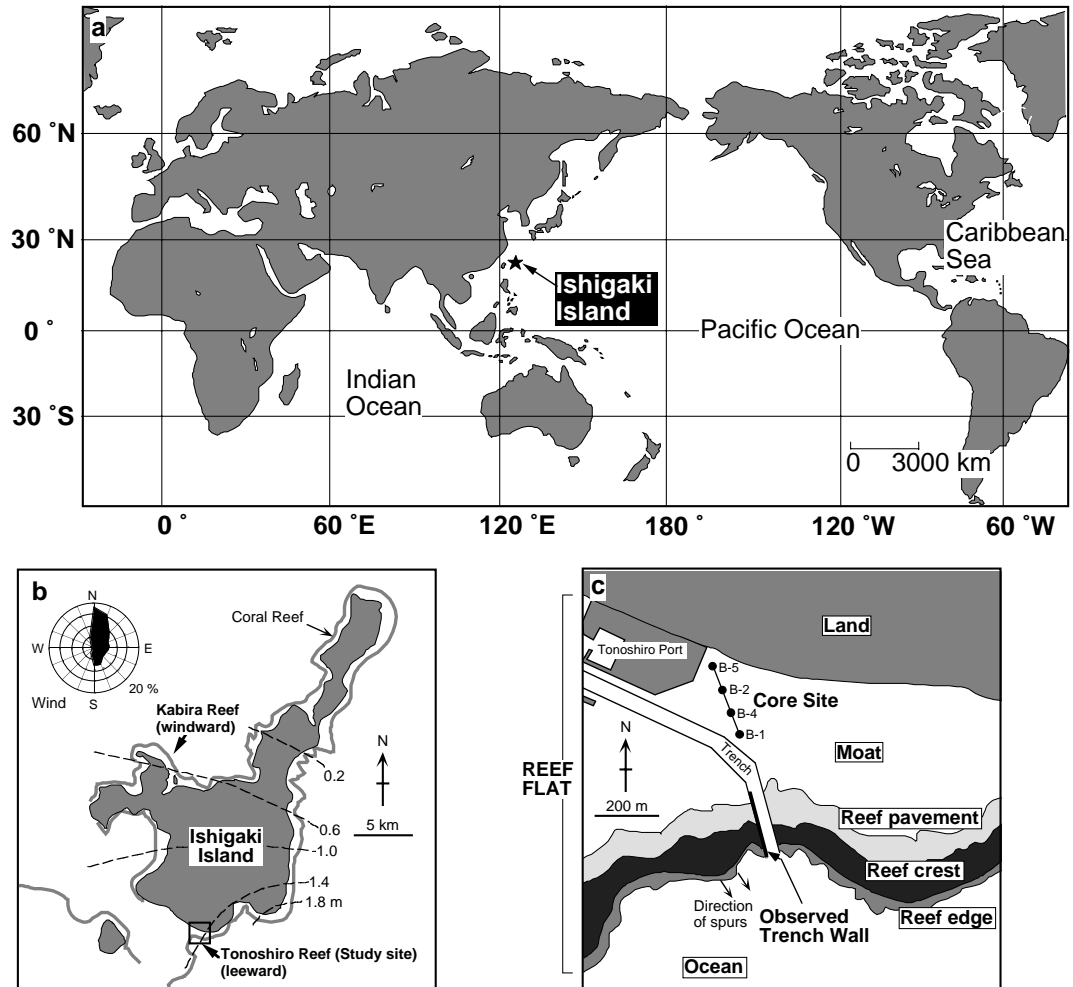 a
60 ˚N
30 ˚N
0 ˚
30 ˚S
Caribbean
Sea
Ishigaki
Island
Pacific Ocean
Indian
Ocean
0 3000 km
0 ˚ 60 ˚E 120 ˚E 180 ˚ 120 ˚W 60 ˚W
b
N
W E
S
Wind
20 %
Coral Reef
Kabira Reef
(windward)
N
5 km
0.2
0.6
Ishigaki
Island
1.0
1.4
1.8 m
Tonoshiro Reef (Study site)
(leeward)
c
Land
Tonoshiro Port
B-5
B-2
Core Site
B-4
B-1
N
Trench
Moat
REEF
FLAT
200 m
Reef pavement
Reef crest
Direction
of spurs
Reef edge
Observed
Trench Wall
Ocean